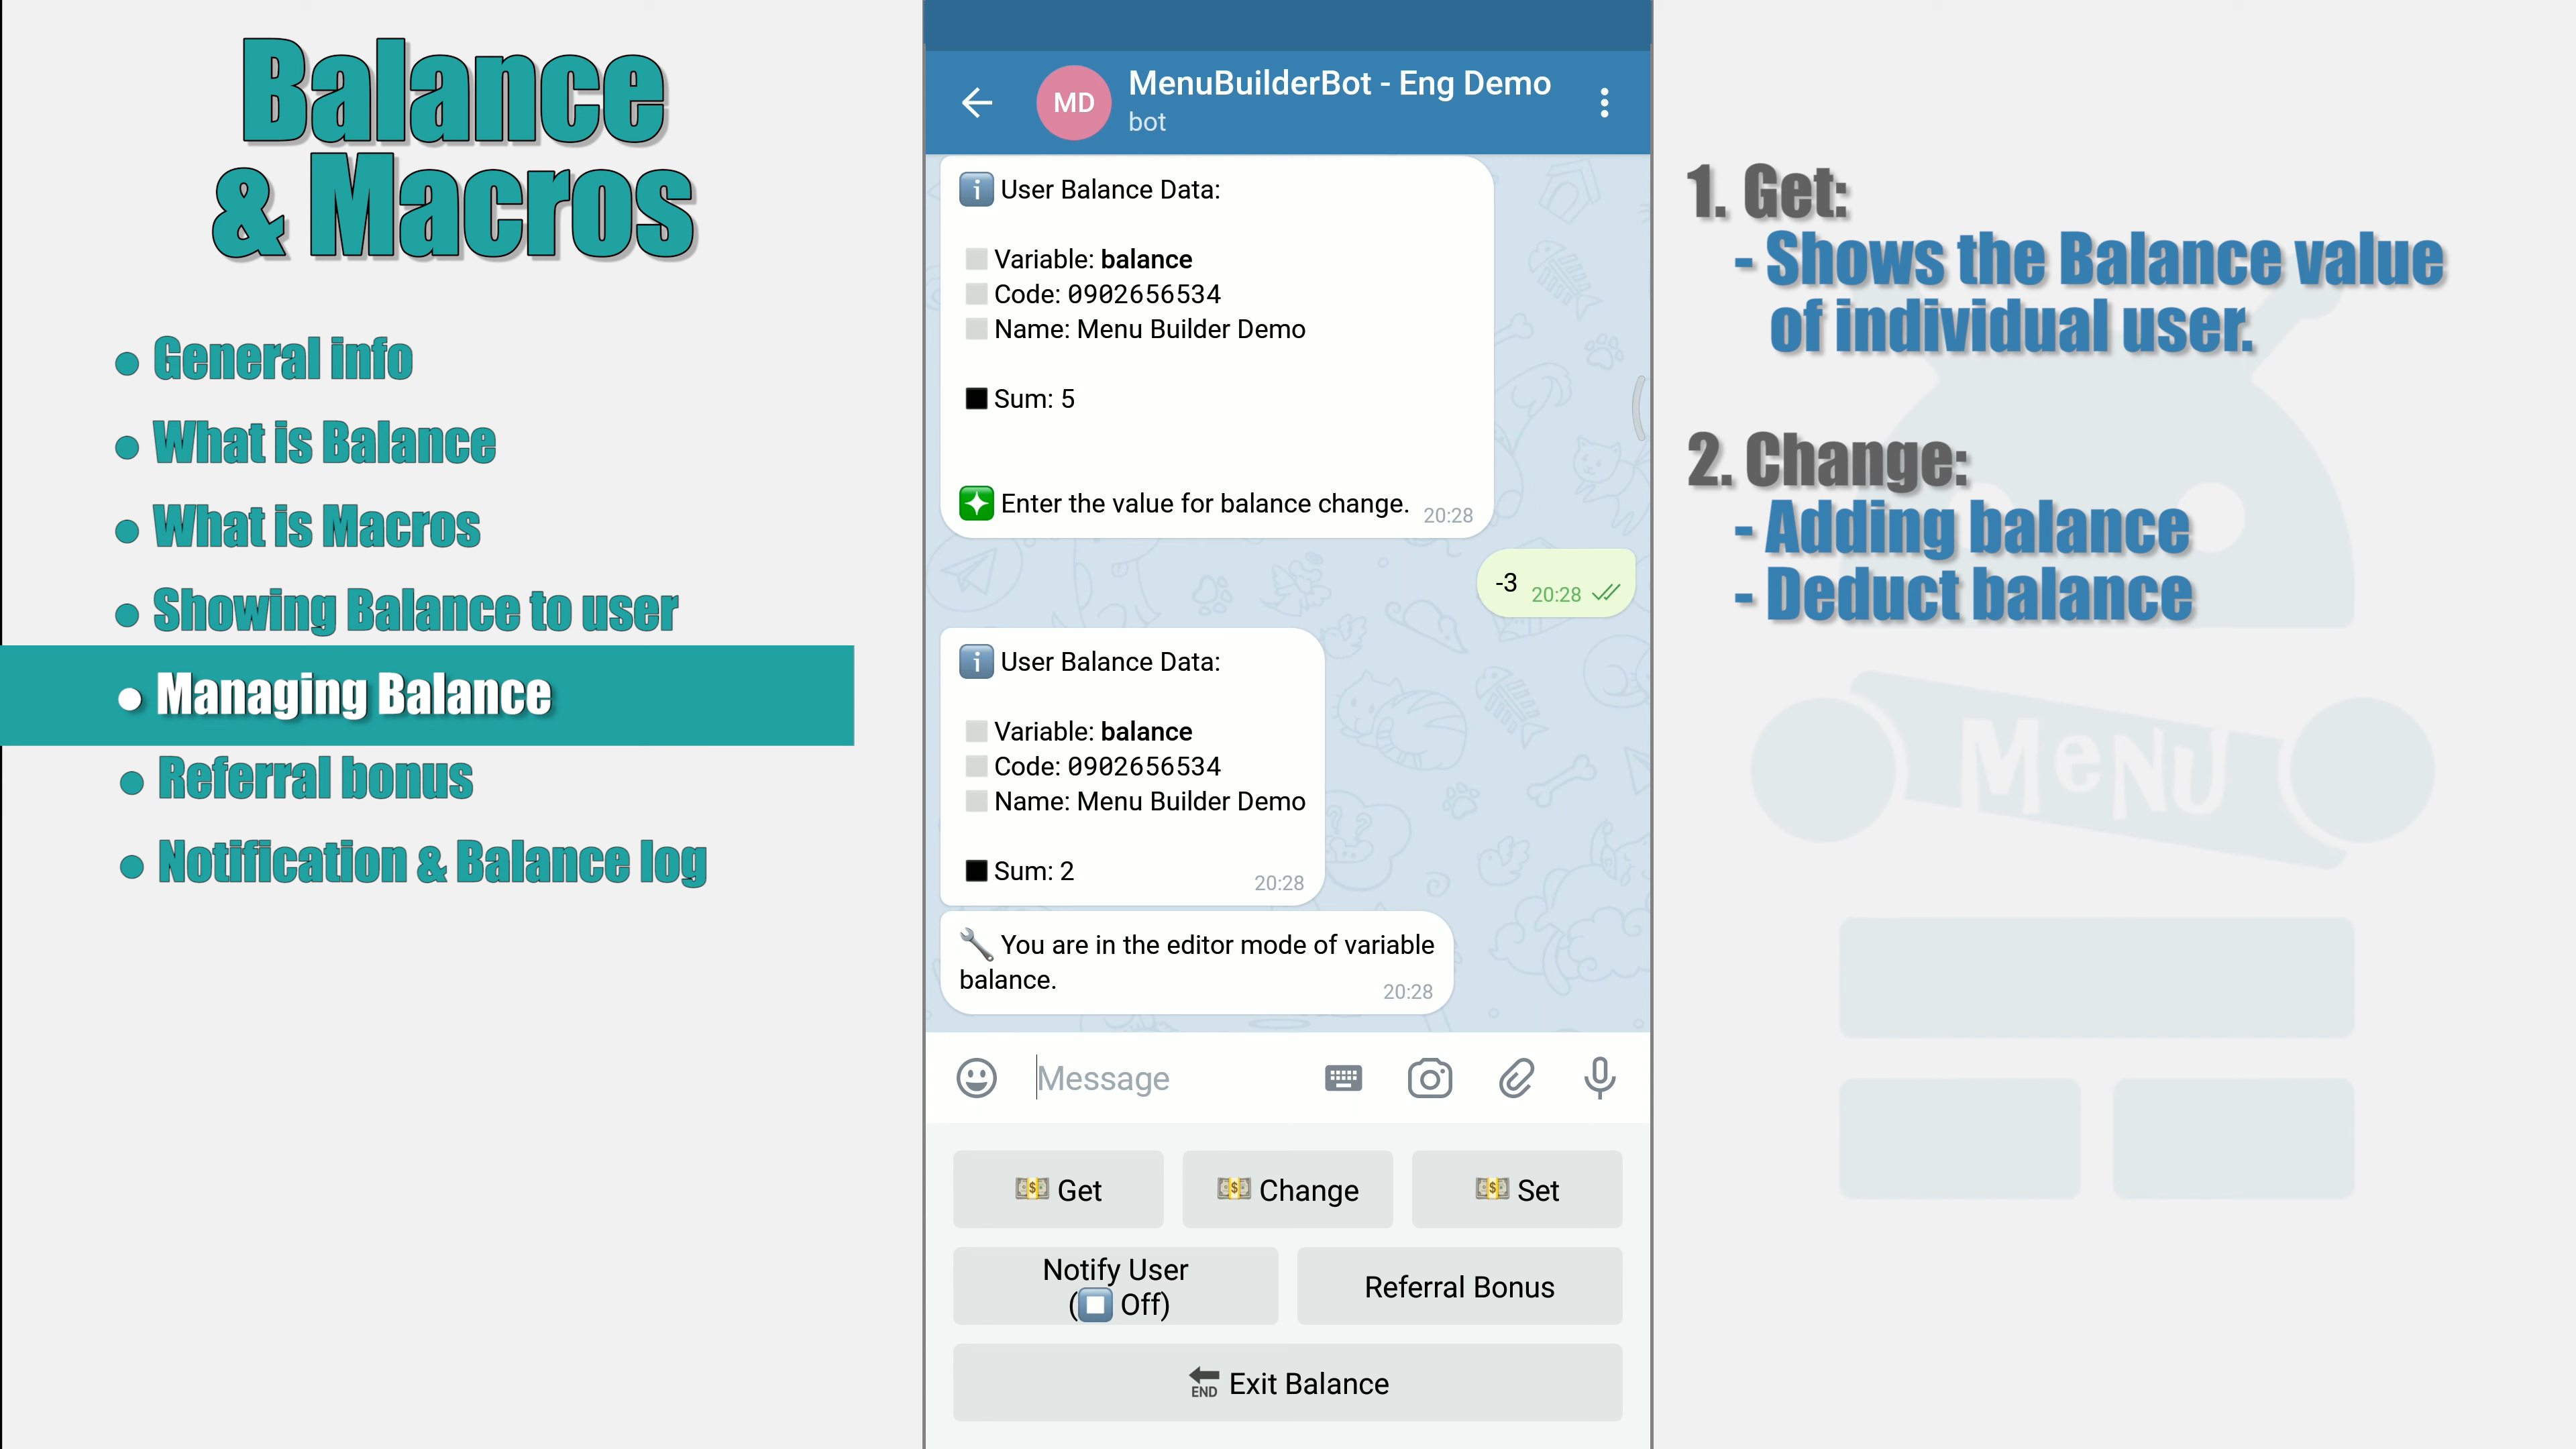 Balance
& Macros
● General info
● What is Balance
● What is Macros
● Showing Balance to user
● Managing Balance
● Referral bonus
● Notification & Balance log
MD
MenuBuilderBot - Eng Demo
bot
User Balance Data:
Variable: balance
Code: 0902656534
Name: Menu Builder Demo
Sum: 5
Enter the value for balance change. 20:28
-3 20:28
User Balance Data:
Variable: balance
Code: 0902656534
Name: Menu Builder Demo
Sum: 2 20:28
You are in the editor mode of variable
balance. 20:28
Message
Get
Change
Set
Notify User
(Off)
Referral Bonus
END Exit Balance
1. Get:
- Shows the Balance value
of individual user.
2. Change:
- Adding balance
- Deduct balance
MeNU